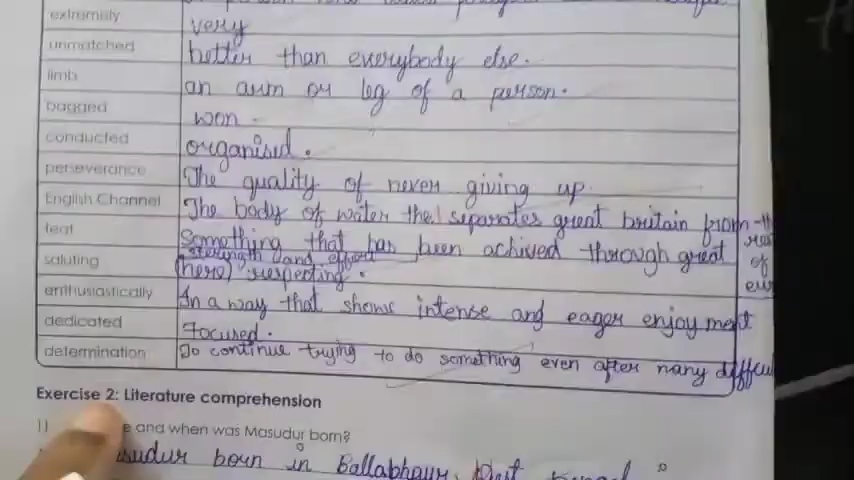 extremely very
unmatched better than everybody else.
limb an arm or leg of a person.
bagged won.
conducted organised.
perseverance The quality of never giving up.
English Channel The body of water the separates great britain from
feat Something that has been achived through great
sterength and effort
saluting (here) respecting.
enthusiastically In a way that shows intense and eager enjoyment
dedicated Focused.
determination To continue trying to do something even after many
Exercise 2: Literature comprehension
1) and when was Masudur born?
born in